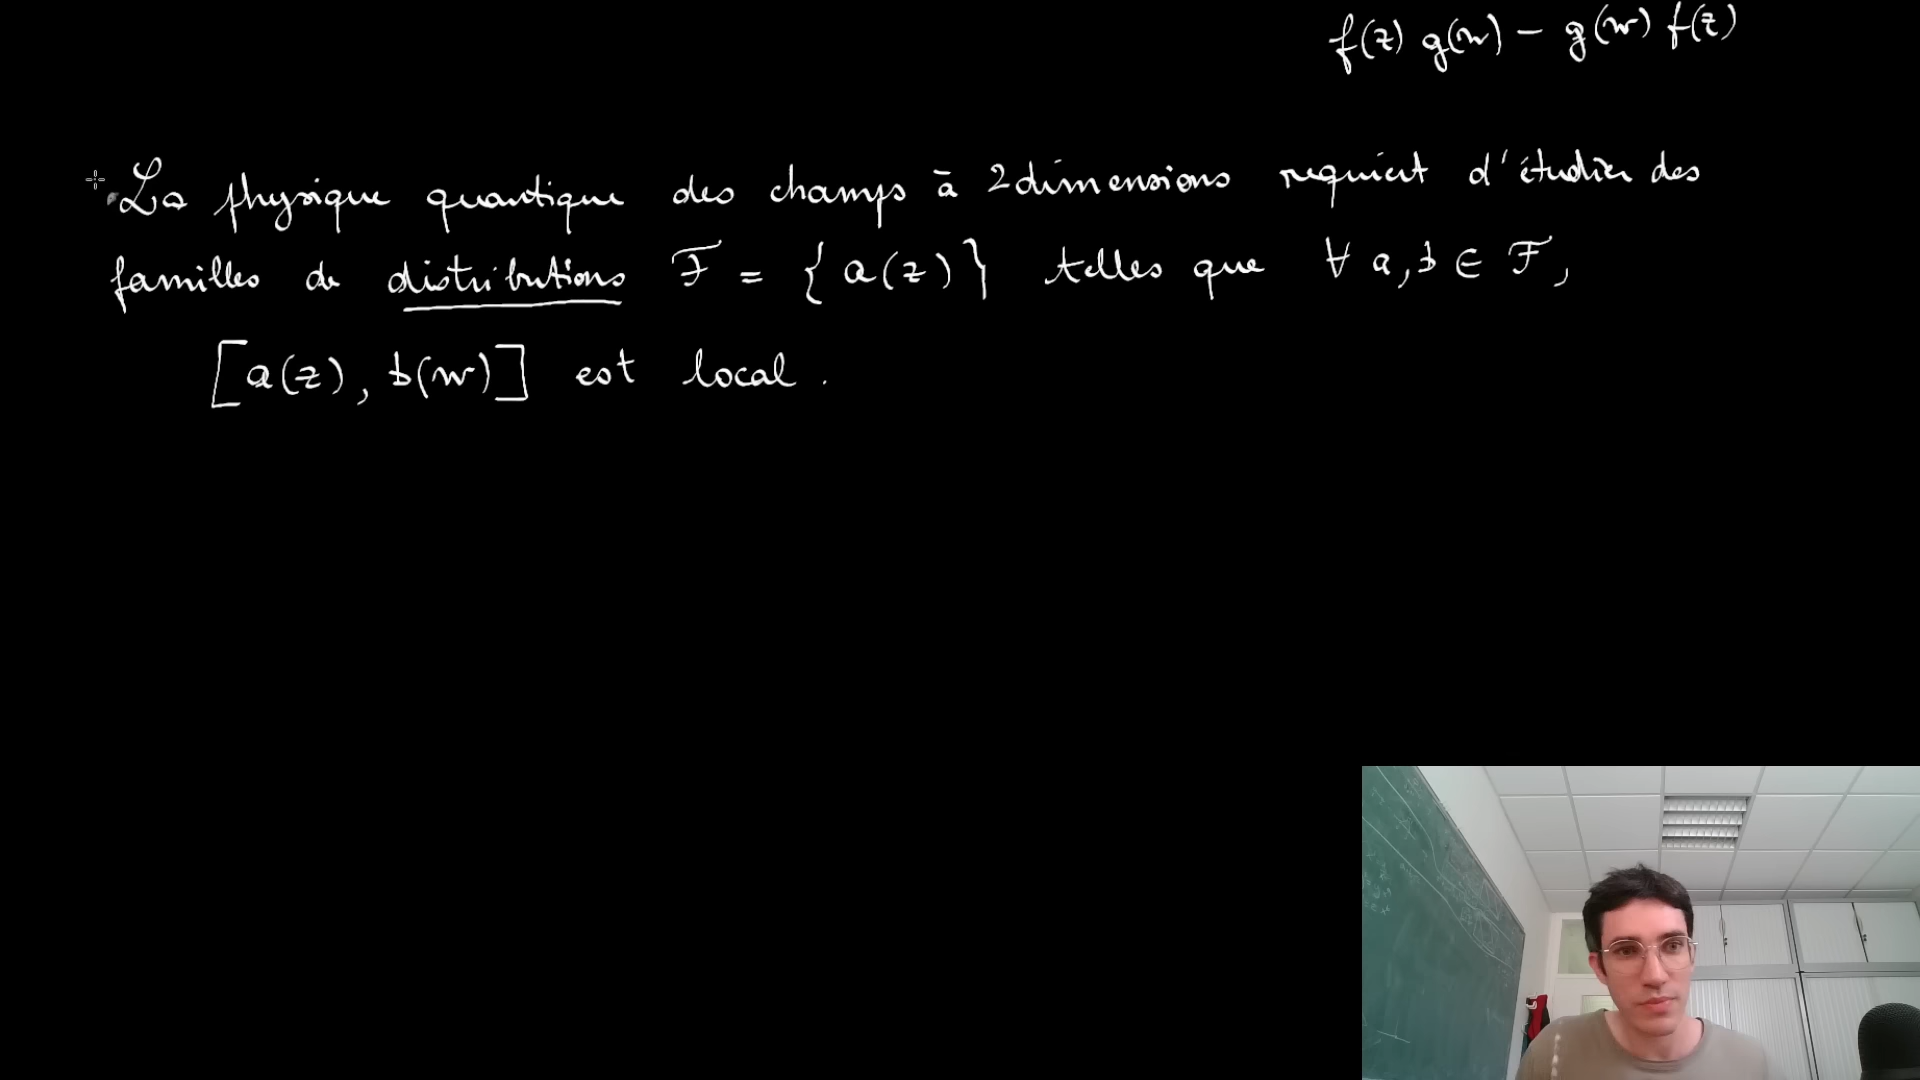 f(z) g(w) − g(w) f(z)
La physique quantique des champs à 2 dimensions requiert d'étudier des
familles de distributions F = { a(z) } telles que ∀ a, b ∈ F,
[a(z), b(w)] est local.